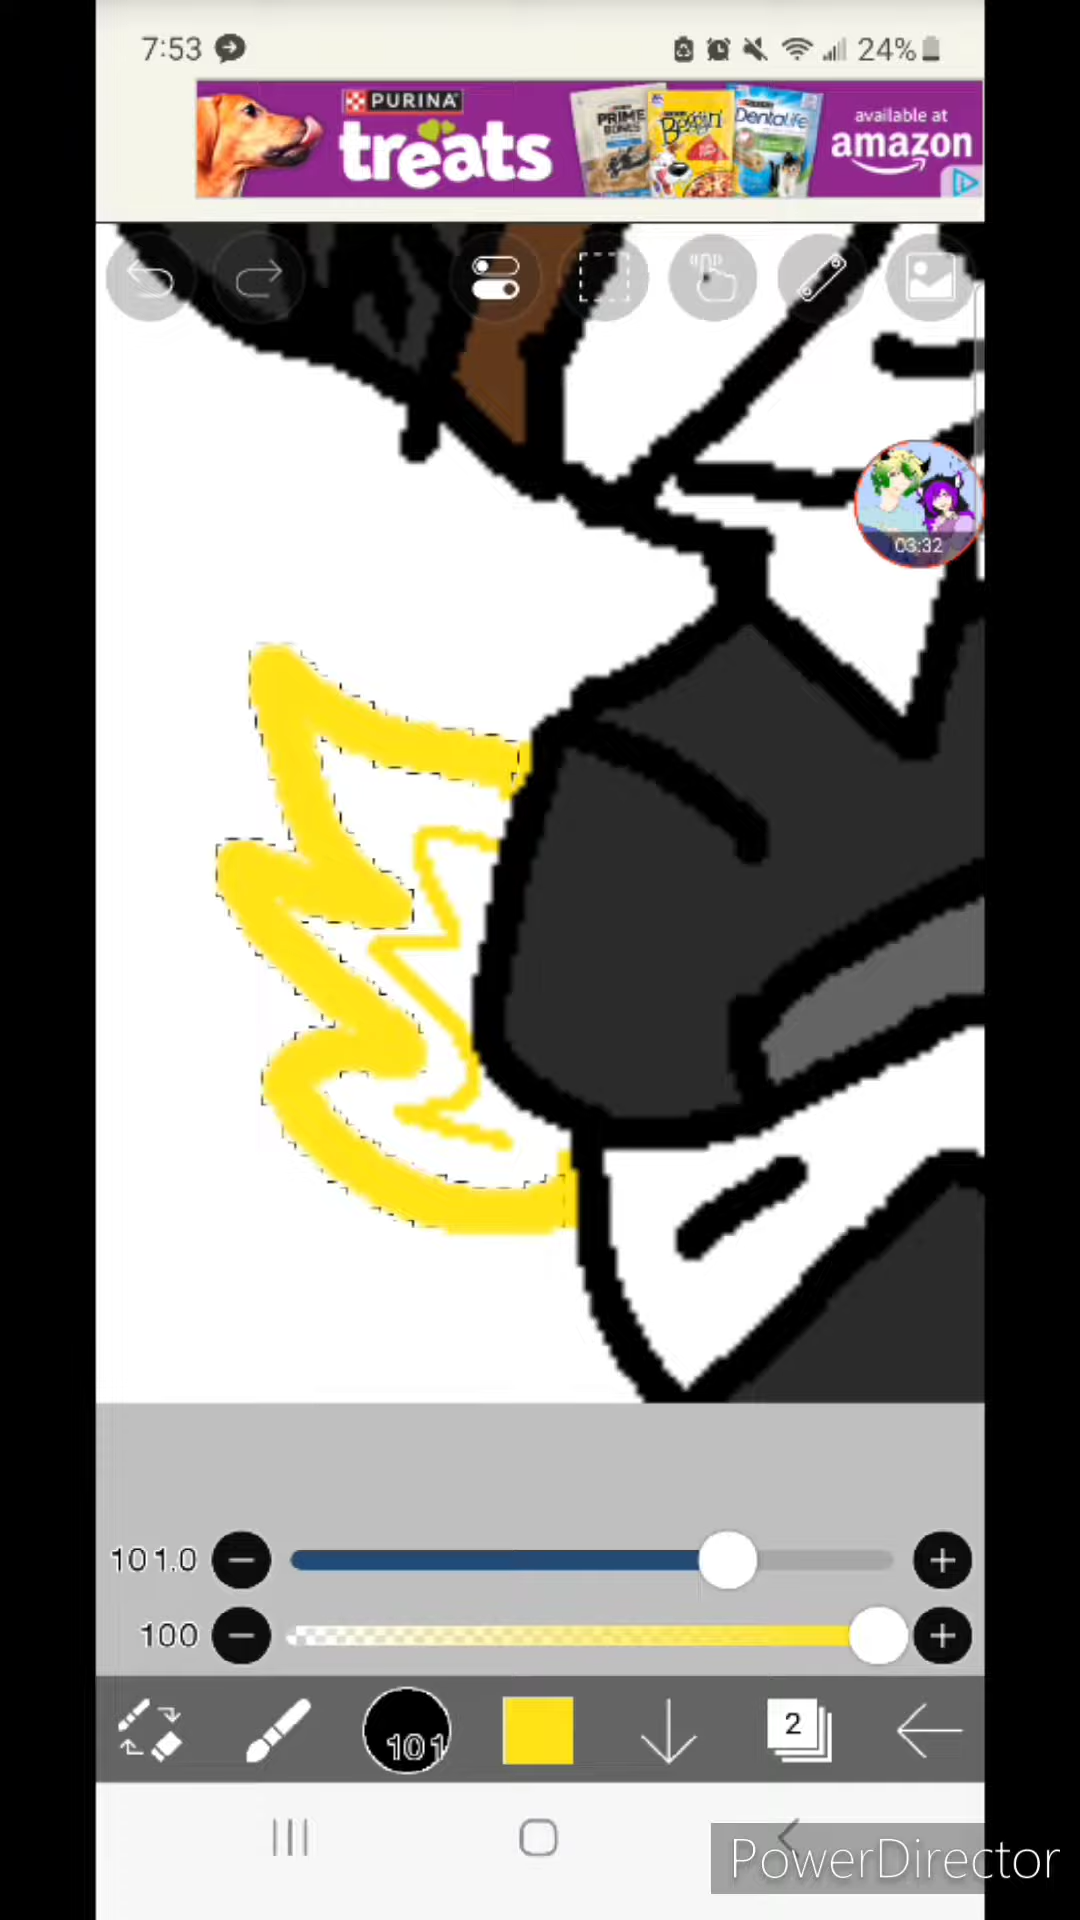 7:53
24%
PURINA
treats
PRIME
BONES
Beggin'
DentaLife
available at
amazon
03:32
101.0
100
101
2
PowerDirector